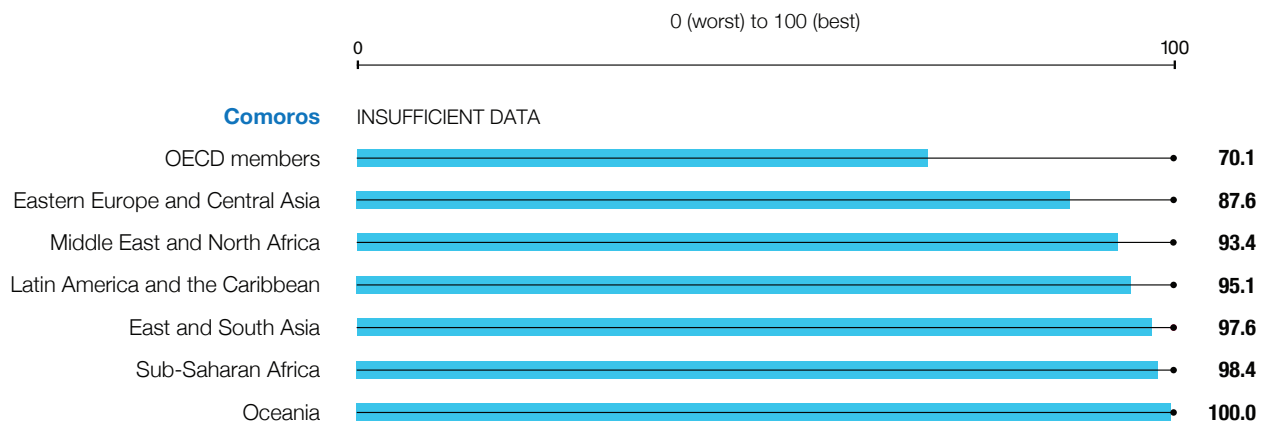 0 (worst) to 100 (best)
0 100
Comoros INSUFFICIENT DATA
OECD members 70.1
Eastern Europe and Central Asia 87.6
Middle East and North Africa 93.4
Latin America and the Caribbean 95.1
East and South Asia 97.6
Sub-Saharan Africa 98.4
Oceania 100.0